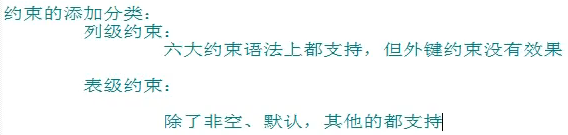 约束的添加分类：
列级约束：
六大约束语法上都支持，但外键约束没有效果
表级约束：
除了非空、默认，其他的都支持